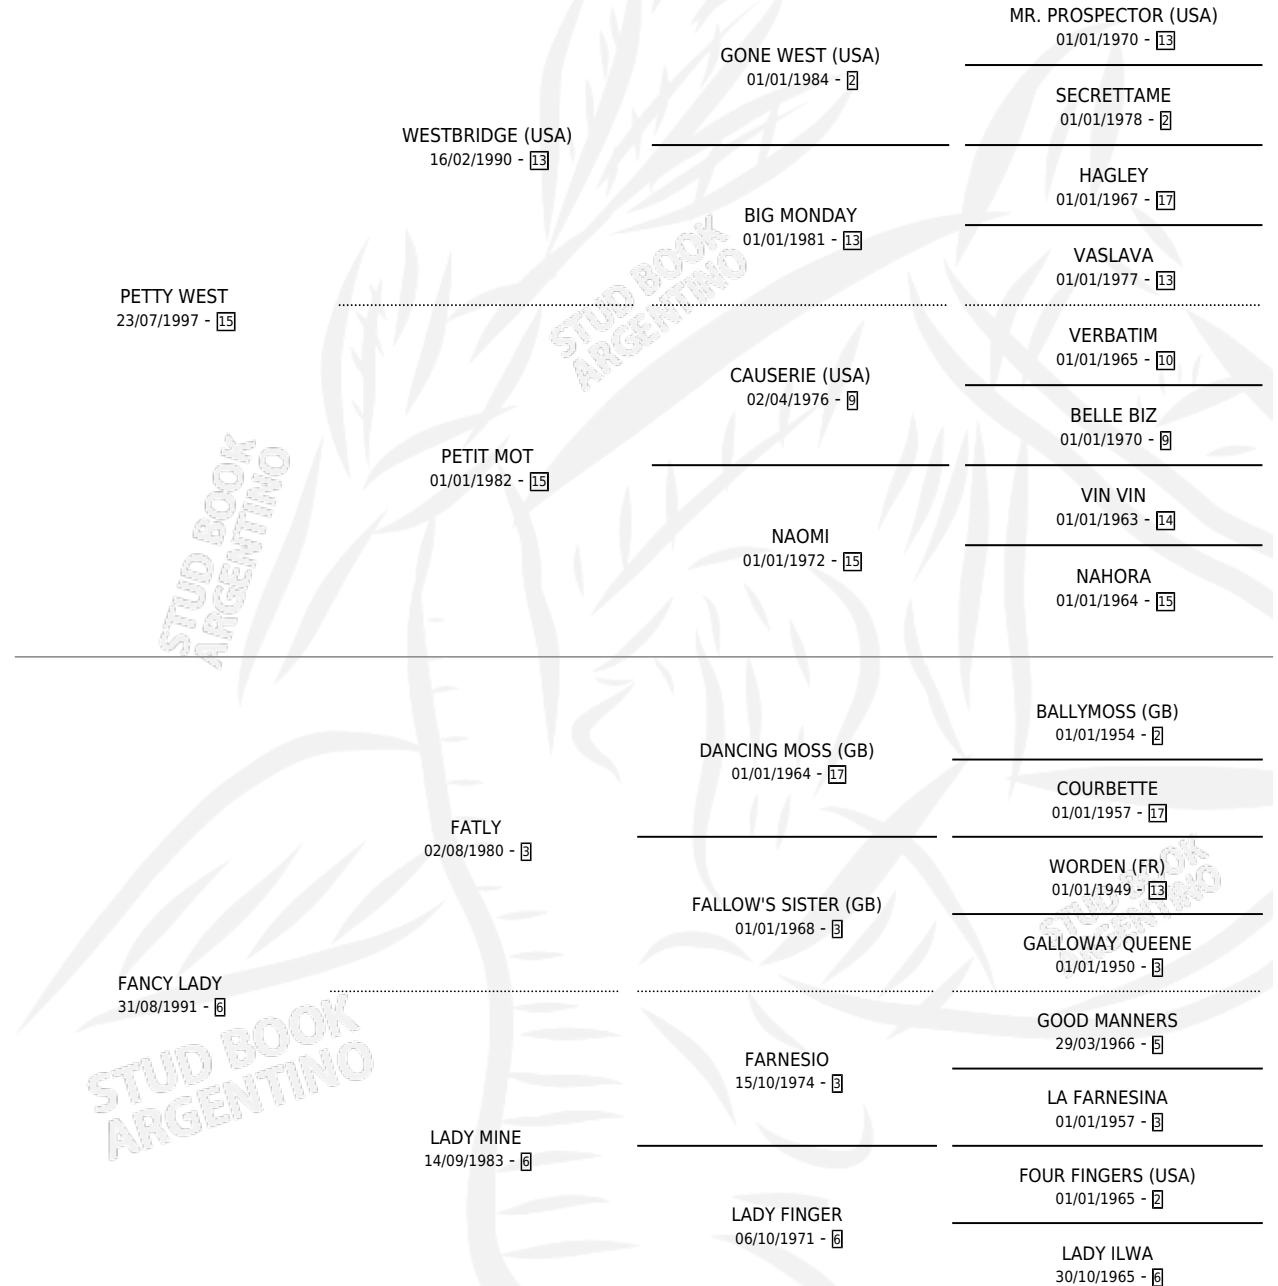 MR. PROSPECTOR (USA)
01/01/1970 - 13
GONE WEST (USA)
01/01/1984 - 2
SECRETTAME
01/01/1978 - 2
WESTBRIDGE (USA)
16/02/1990 - 13
HAGLEY
01/01/1967 - 17
BIG MONDAY
01/01/1981 - 13
VASLAVA
01/01/1977 - 13
PETTY WEST
23/07/1997 - 15
VERBATIM
01/01/1965 - 10
CAUSERIE (USA)
02/04/1976 - 9
BELLE BIZ
01/01/1970 - 9
PETIT MOT
01/01/1982 - 15
VIN VIN
01/01/1963 - 14
NAOMI
01/01/1972 - 15
NAHORA
01/01/1964 - 15
BALLYMOSS (GB)
01/01/1954 - 2
DANCING MOSS (GB)
01/01/1964 - 17
COURBETTE
01/01/1957 - 17
FATLY
02/08/1980 - 3
WORDEN (FR)
01/01/1949 - 13
FALLOW'S SISTER (GB)
01/01/1968 - 3
GALLOWAY QUEENE
01/01/1950 - 3
FANCY LADY
31/08/1991 - 6
GOOD MANNERS
29/03/1966 - 5
FARNESIO
15/10/1974 - 3
LA FARNESINA
01/01/1957 - 3
LADY MINE
14/09/1983 - 6
FOUR FINGERS (USA)
01/01/1965 - 2
LADY FINGER
06/10/1971 - 6
LADY ILWA
30/10/1965 - 6
STUD BOOK
ARGENTINO
STUD BOOK
ARGENTINO
STUD BOOK
ARGENTINO
STUD BOOK
ARGENTINO